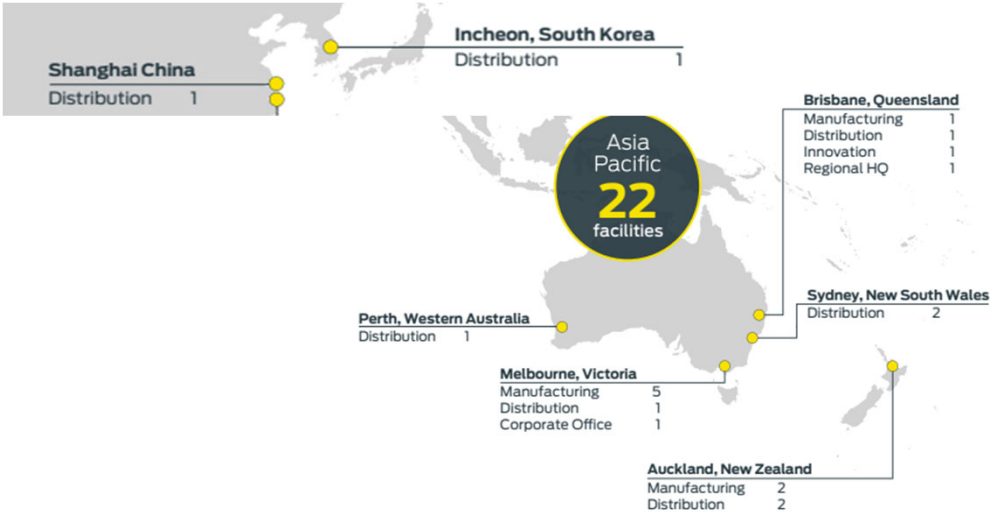 Incheon, South Korea
Distribution 1
Shanghai China
Distribution 1
Brisbane, Queensland
Manufacturing 1
Distribution 1
Innovation 1
Regional HQ 1
Asia
Pacific
22
facilities
Sydney, New South Wales
Distribution 2
Perth, Western Australia
Distribution 1
Melbourne, Victoria
Manufacturing 5
Distribution 1
Corporate Office 1
Auckland, New Zealand
Manufacturing 2
Distribution 2